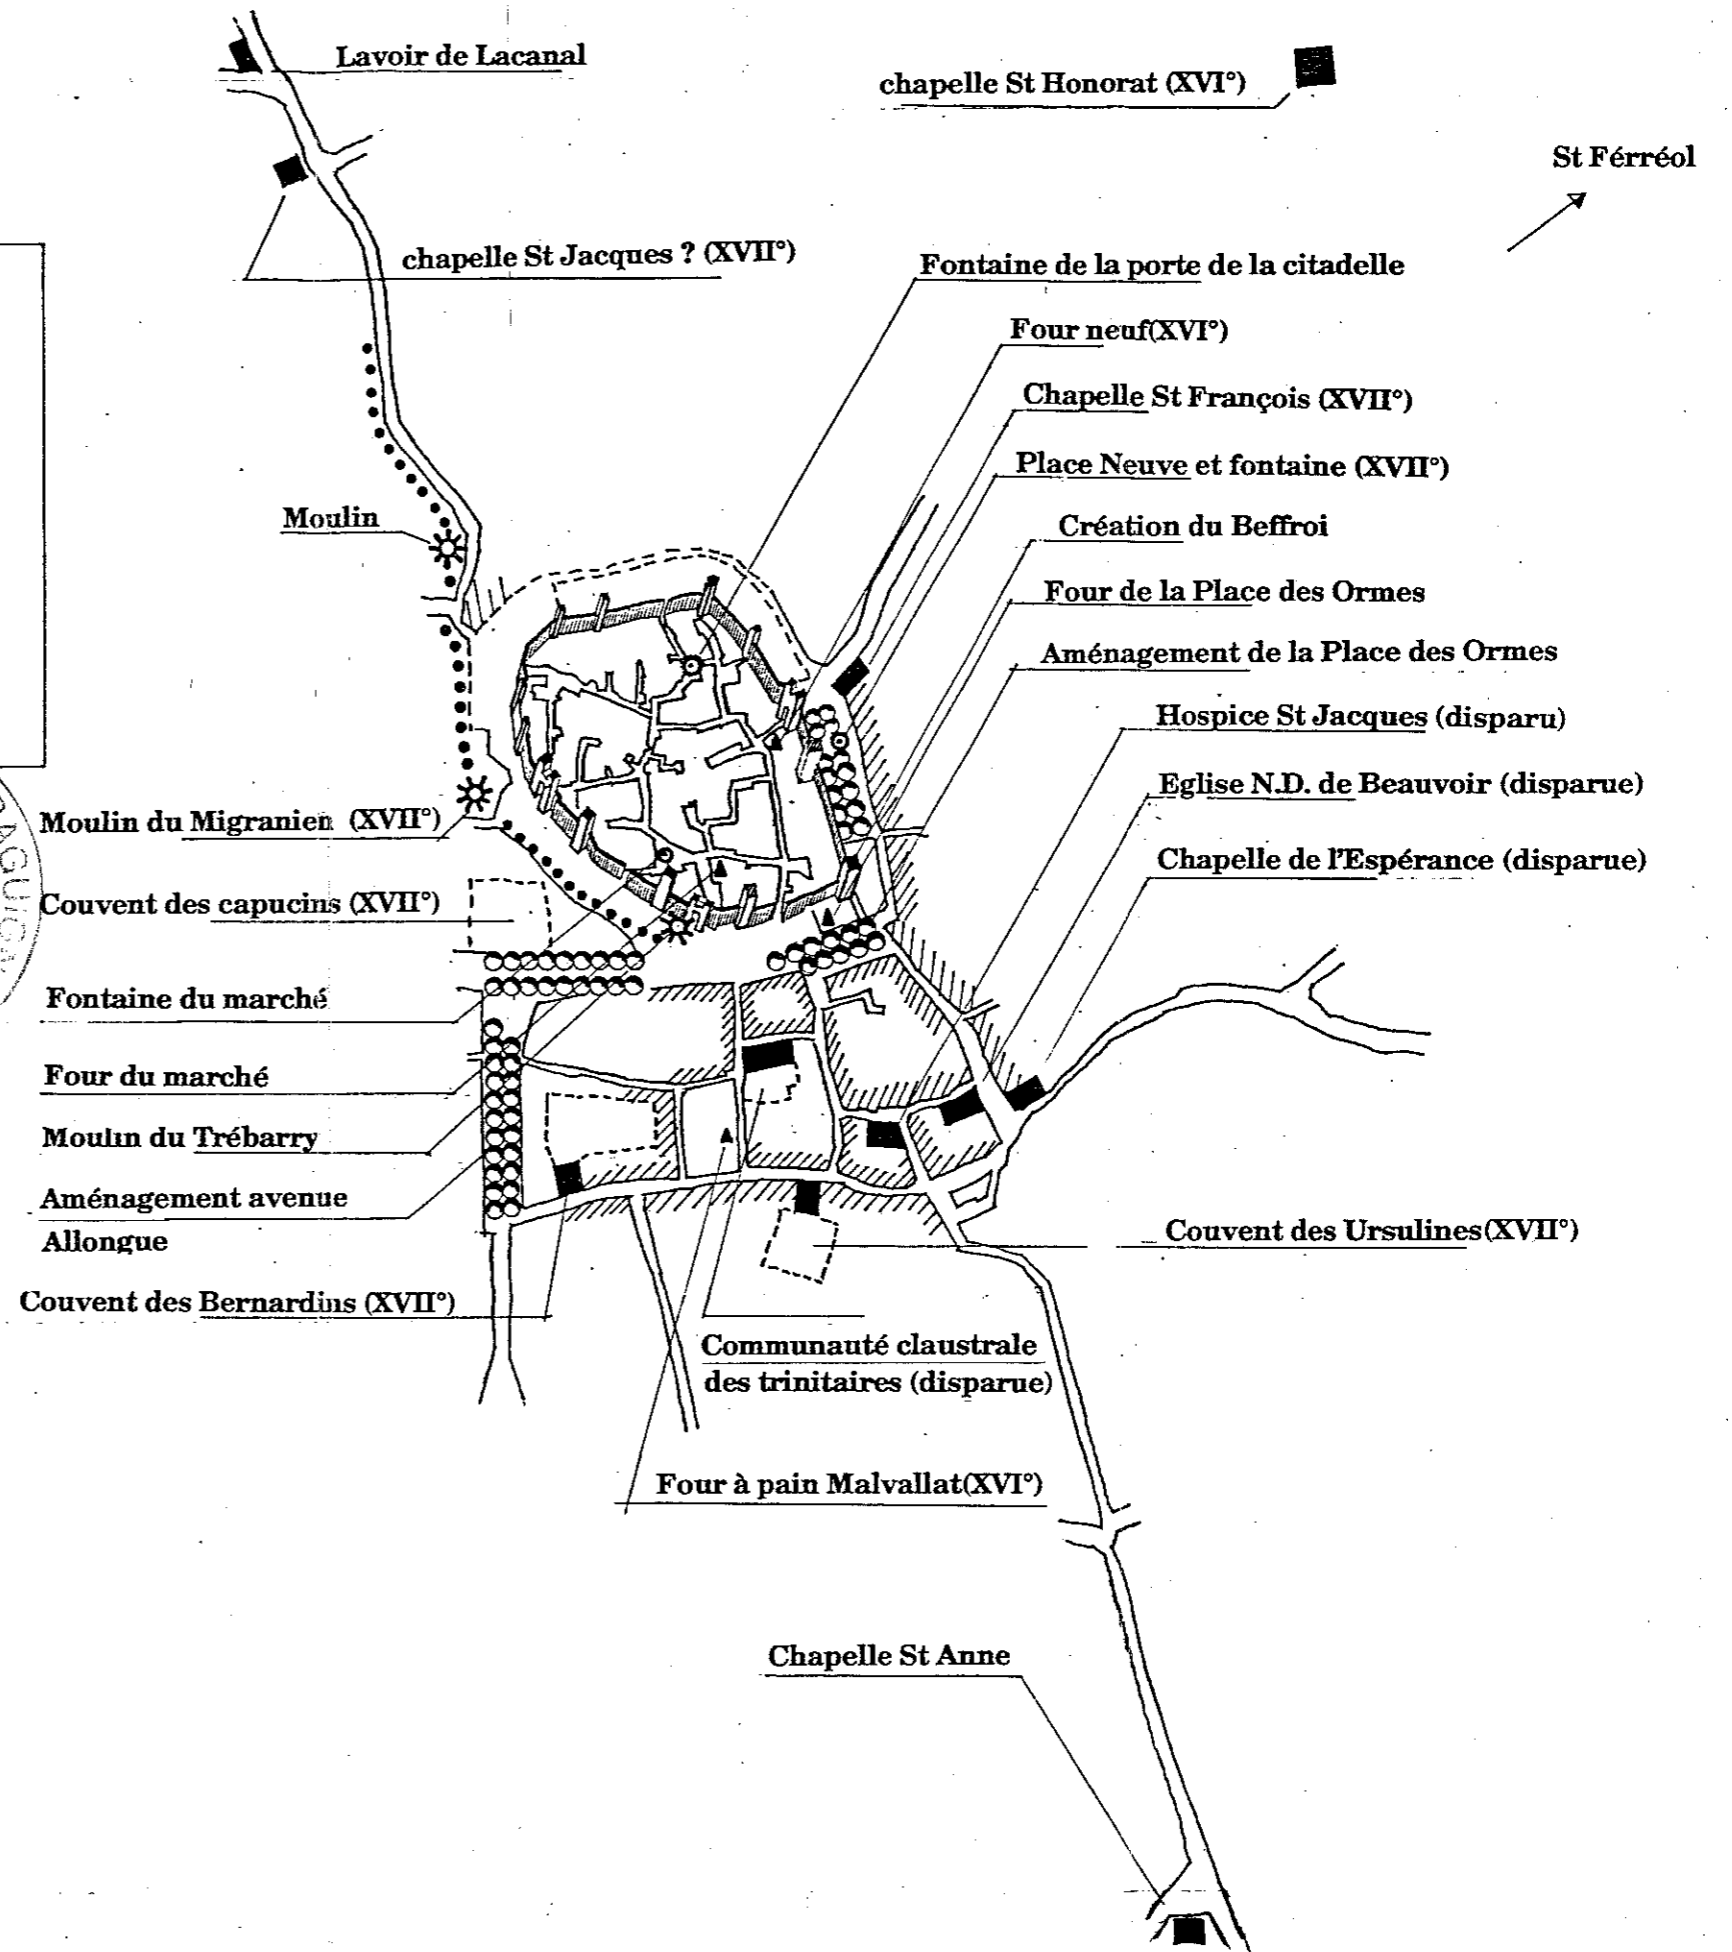 Lavoir de Lacanal
chapelle St Honorat (XVI°)
St Férréol
chapelle St Jacques ? (XVII°)
Fontaine de la porte de la citadelle
Four neuf(XVI°)
Chapelle St François (XVII°)
Place Neuve et fontaine (XVII°)
Moulin
Création du Beffroi
Four de la Place des Ormes
Aménagement de la Place des Ormes
Hospice St Jacques (disparu)
Eglise N.D. de Beauvoir (disparue)
Moulin du Migranien (XVII°)
Chapelle de l'Espérance (disparue)
Couvent des capucins (XVII°)
Fontaine du marché
Four du marché
Moulin du Trébarry
Aménagement avenue
Allongue
Couvent des Ursulines(XVII°)
Couvent des Bernardins (XVII°)
Communauté claustrale
des trinitaires (disparue)
Four à pain Malvallat(XVI°)
Chapelle St Anne